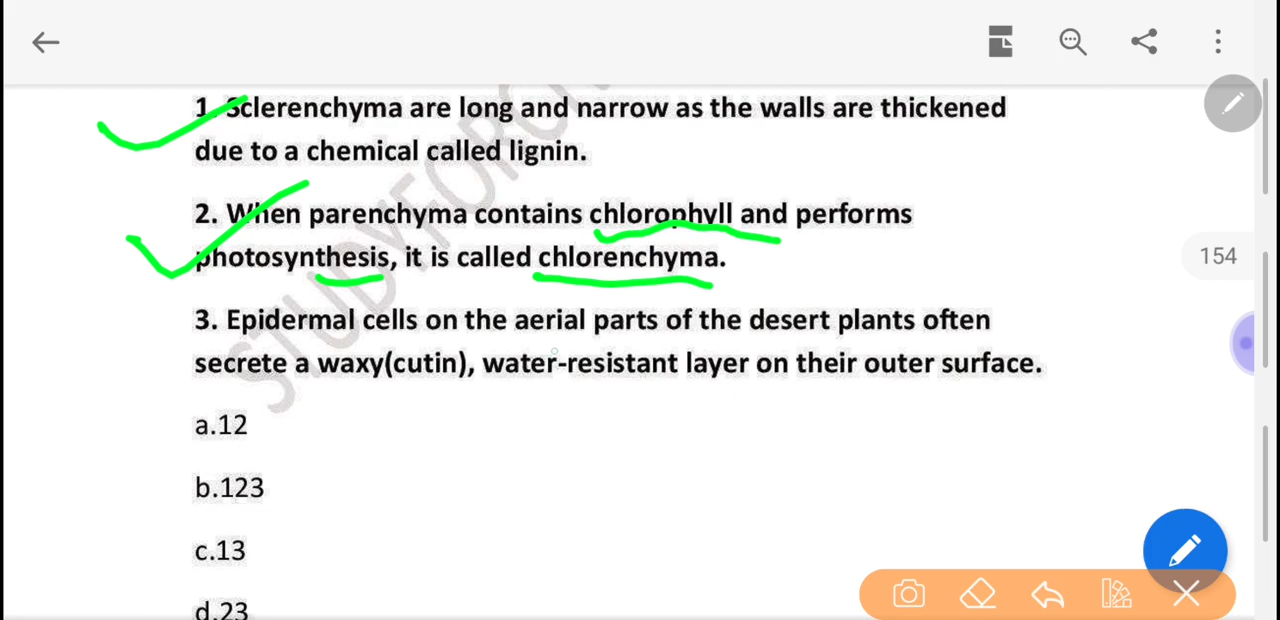 1. Sclerenchyma are long and narrow as the walls are thickened
due to a chemical called lignin.
2. When parenchyma contains chlorophyll and performs
photosynthesis, it is called chlorenchyma.
154
3. Epidermal cells on the aerial parts of the desert plants often
secrete a waxy(cutin), water-resistant layer on their outer surface.
a.12
b.123
c.13
d.23